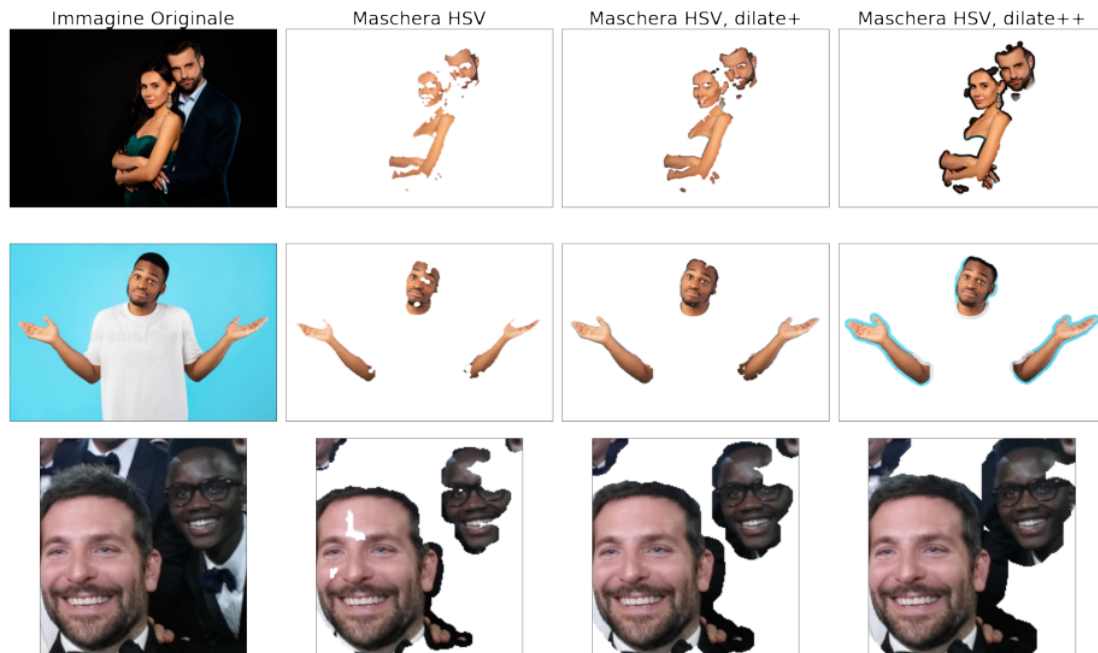 Immagine Originale
Maschera HSV
Maschera HSV, dilate+
Maschera HSV, dilate++